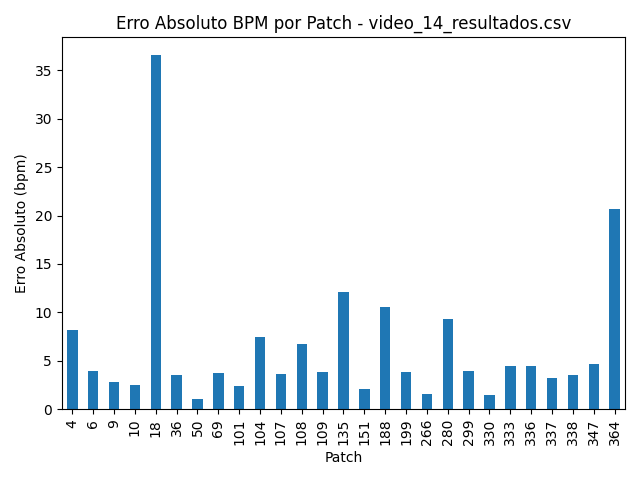 Erro Absoluto BPM por Patch - video_14_resultados.csv
Erro Absoluto (bpm)
35
30
25
20
15
10
5
0
4 6 9 10 18 36 50 69 101 104 107 108 109 135 151 188 199 266 280 299 330 333 336 337 338 347 364
Patch